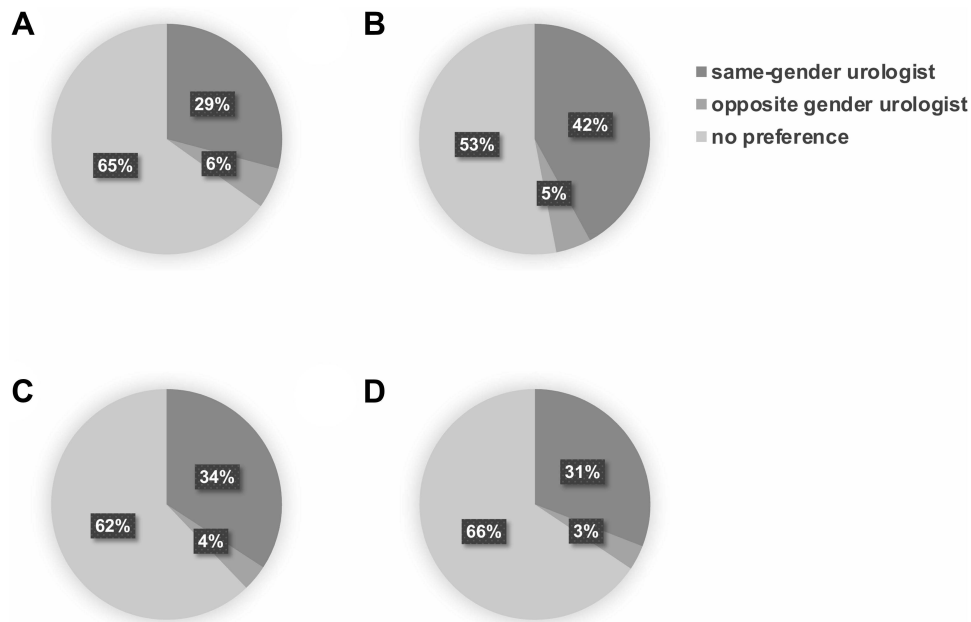 A
29%
6%
65%
B
42%
5%
53%
same-gender urologist
opposite gender urologist
no preference
C
34%
4%
62%
D
31%
3%
66%